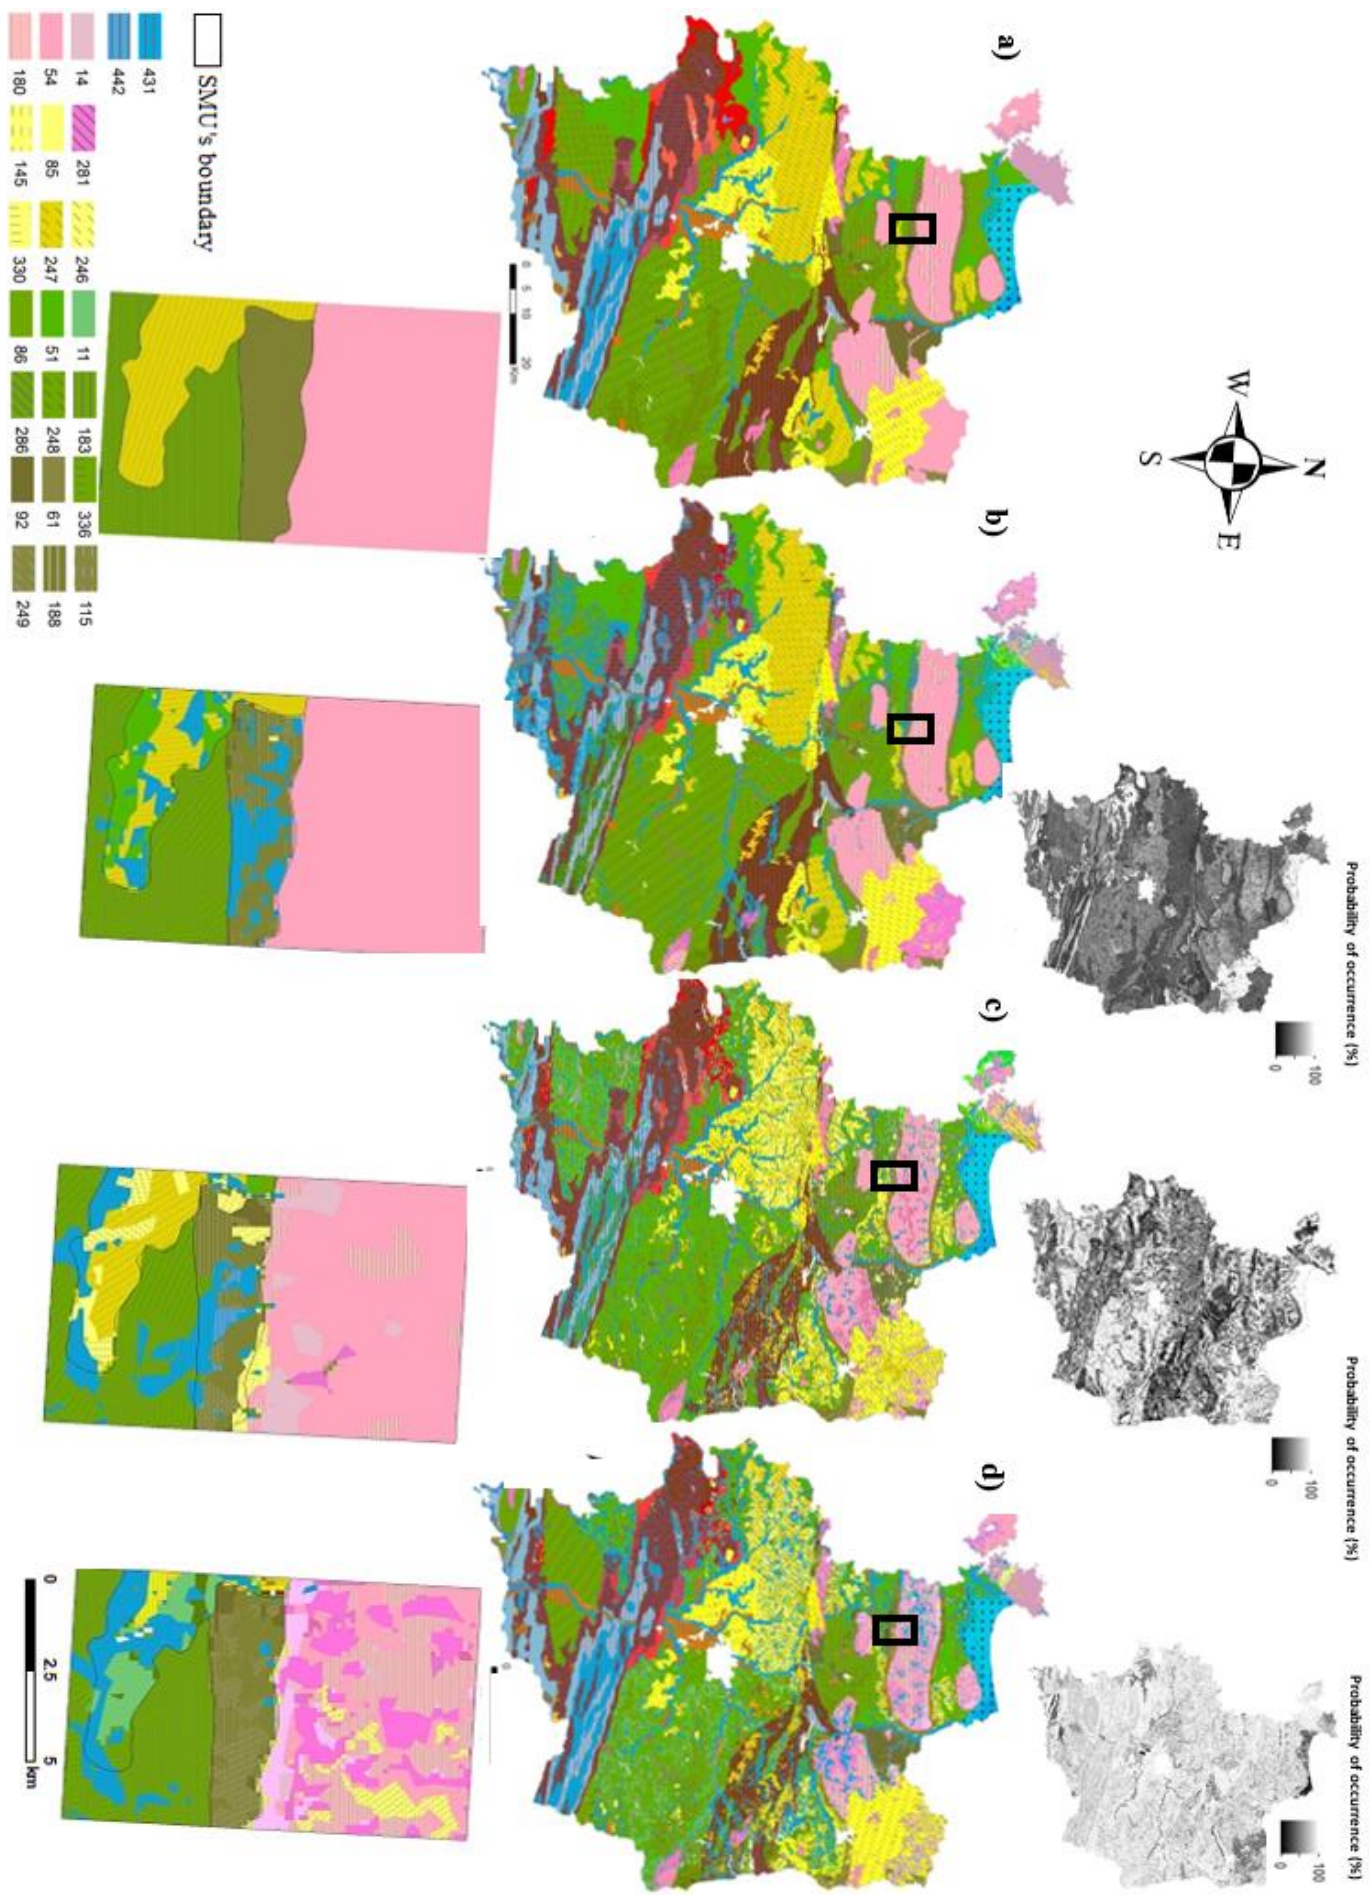 a)
b)
c)
d)
N
W
E
S
Probability of occurrence (%)
100
0
Probability of occurrence (%)
100
0
Probability of occurrence (%)
100
0
0 5 10 20
Km
SMU's boundary
431
442
14 281 246 11 183 336 115
54 85 247 51 248 61 188
180 145 330 86 286 92 249
0 2.5 5
km